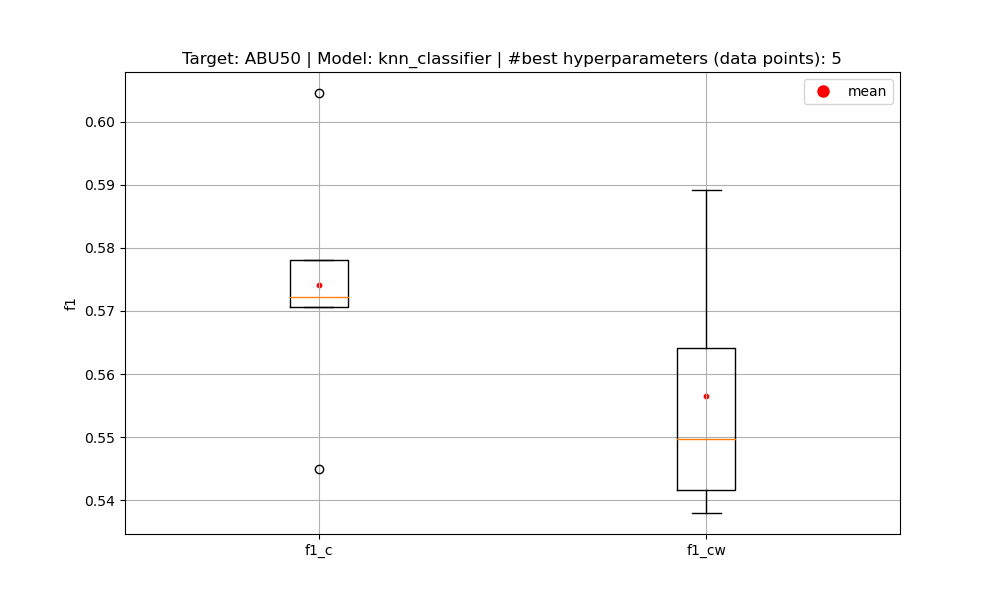 Target: ABU50 | Model: knn_classifier | #best hyperparameters (data points): 5
mean
0.60
0.59
0.58
0.57
0.56
0.55
0.54
f1
f1_c
f1_cw